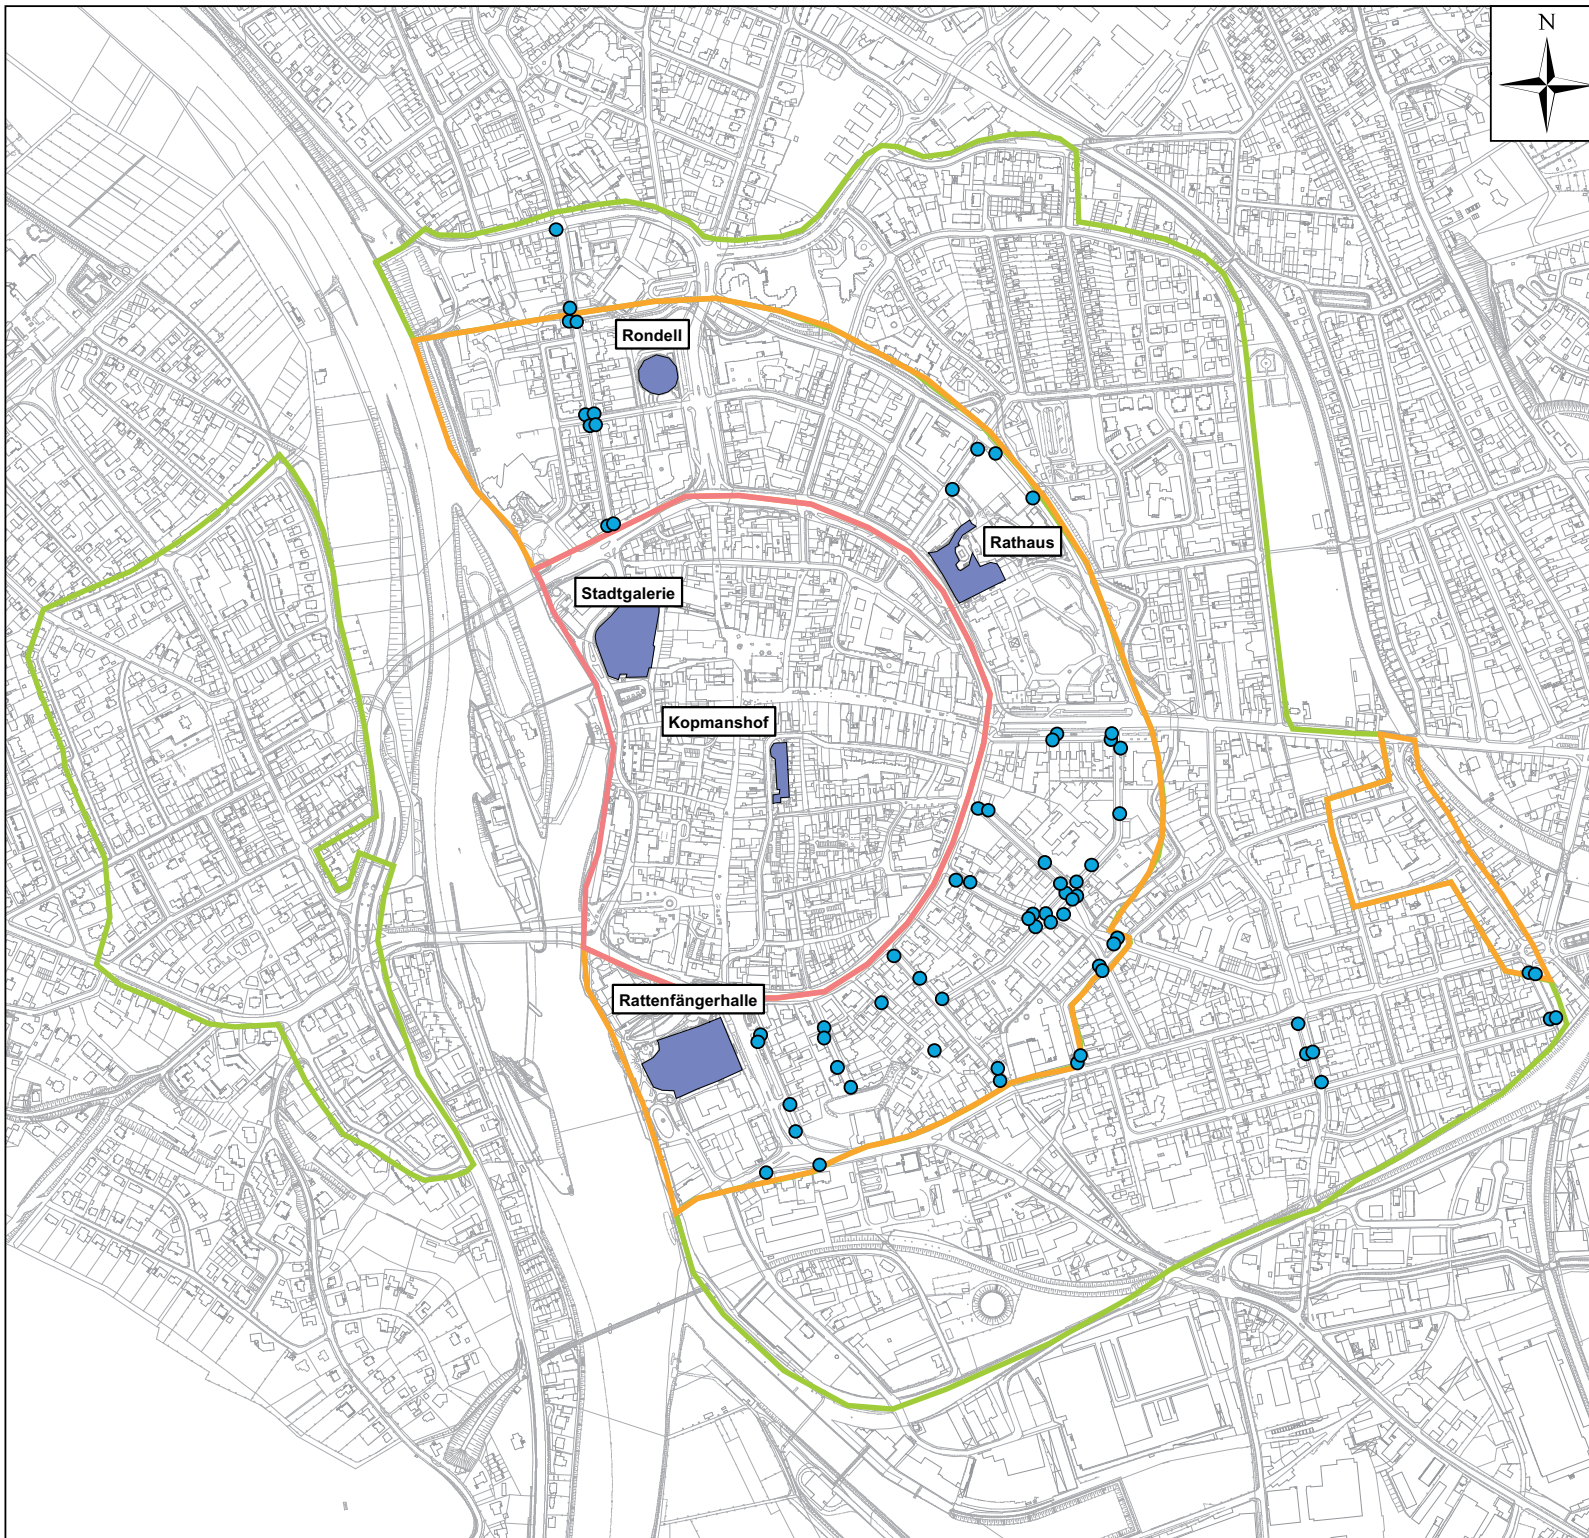 N
Rondell
Rathaus
Stadtgalerie
Kopmanshof
Rattenfängerhalle